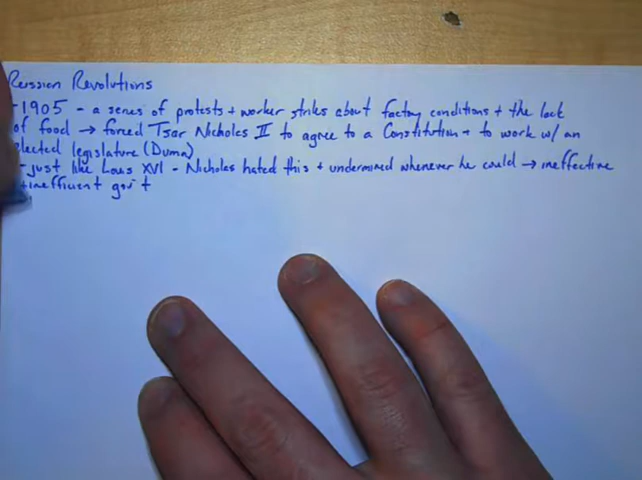 Russian Revolutions
-1905 - a series of protests + worker strikes about factory conditions + the lack
of food → forced Tsar Nicholas II to agree to a Constitution + to work w/ an
elected legislature (Duma)
-just like Louis XVI - Nicholas hated this + undermined whenever he could → ineffective
+ inefficient gov't